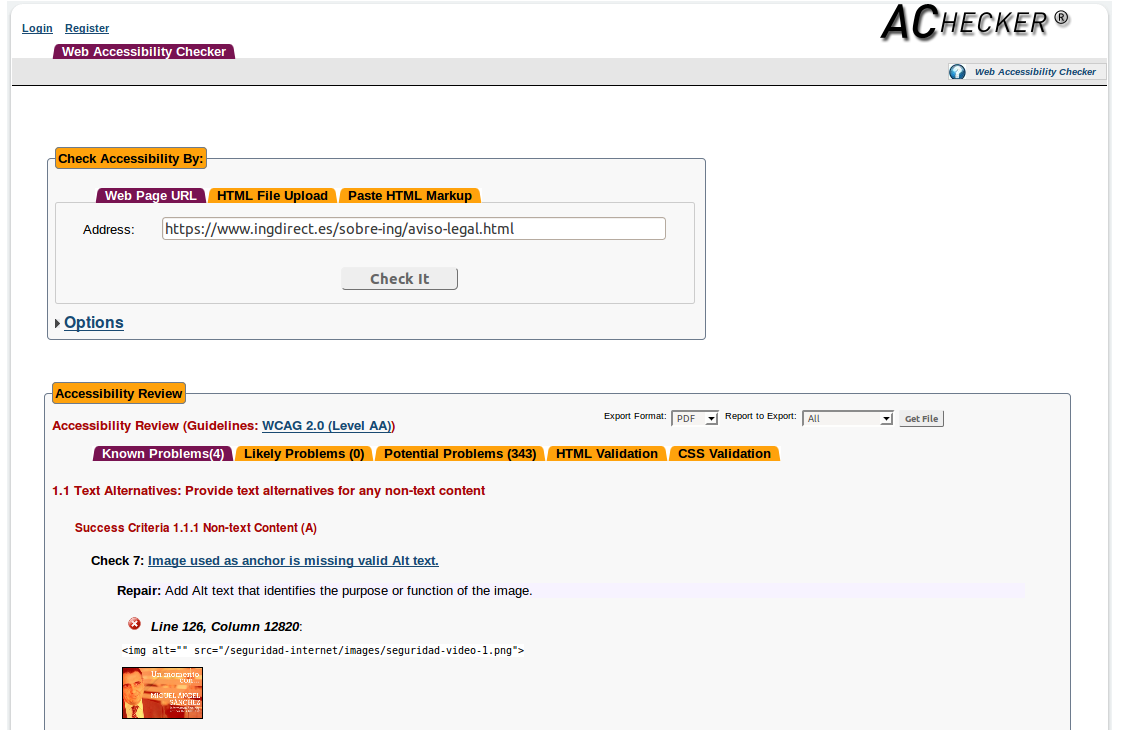 Login Register
ACHECKER ®
Web Accessibility Checker
Web Accessibility Checker
Check Accessibility By:
Web Page URL HTML File Upload Paste HTML Markup
Address: https://www.ingdirect.es/sobre-ing/aviso-legal.html
Check It
Options
Accessibility Review
Export Format: PDF Report to Export: All Get File
Accessibility Review (Guidelines: WCAG 2.0 (Level AA))
Known Problems(4) Likely Problems (0) Potential Problems (343) HTML Validation CSS Validation
1.1 Text Alternatives: Provide text alternatives for any non-text content
Success Criteria 1.1.1 Non-text Content (A)
Check 7: Image used as anchor is missing valid Alt text.
Repair: Add Alt text that identifies the purpose or function of the image.
Line 126, Column 12820:
<img alt="" src="/seguridad-internet/images/seguridad-video-1.png">
Un momento
con...
MIGUEL ANGEL
SÁNCHEZ